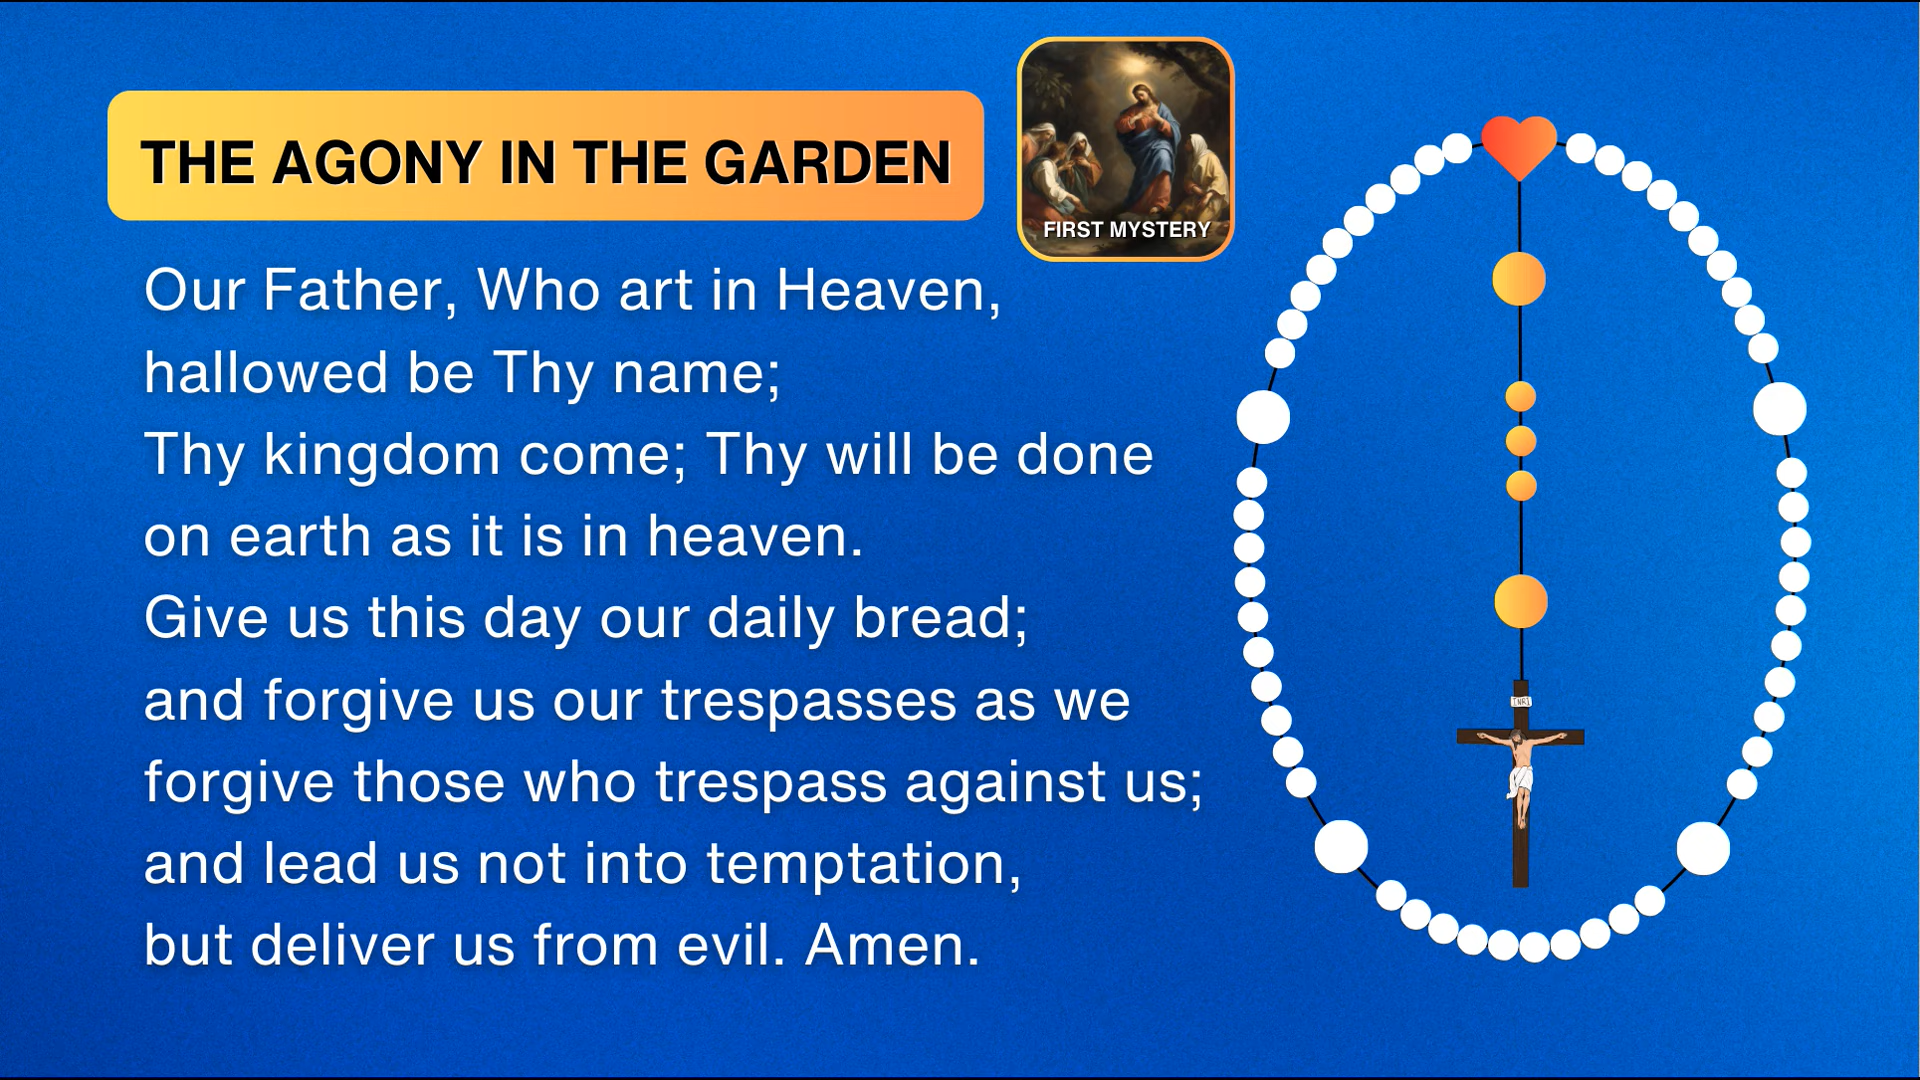 THE AGONY IN THE GARDEN
FIRST MYSTERY
Our Father, Who art in Heaven,
hallowed be Thy name;
Thy kingdom come; Thy will be done
on earth as it is in heaven.
Give us this day our daily bread;
and forgive us our trespasses as we
forgive those who trespass against us;
and lead us not into temptation,
but deliver us from evil. Amen.
INRI